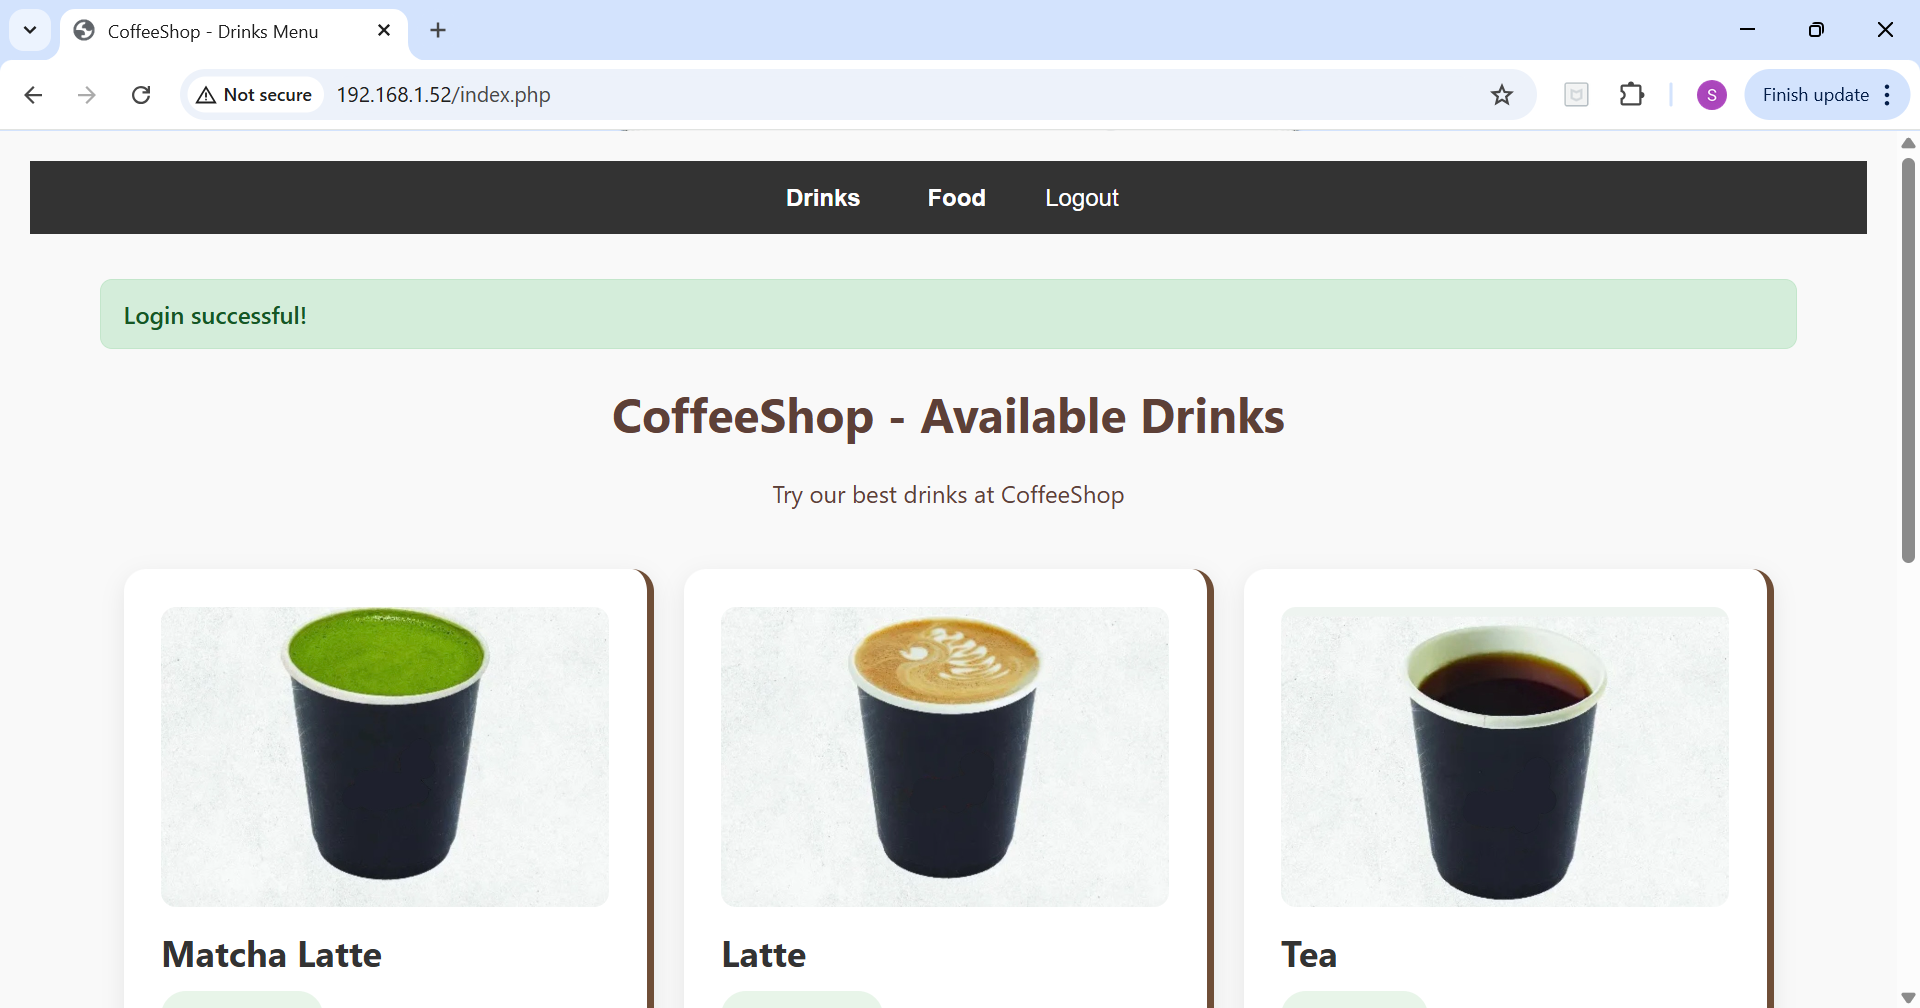 CoffeeShop - Drinks Menu
Not secure
192.168.1.52/index.php
S
Finish update
Drinks Food Logout
Login successful!
CoffeeShop - Available Drinks
Try our best drinks at CoffeeShop
Matcha Latte
Latte
Tea